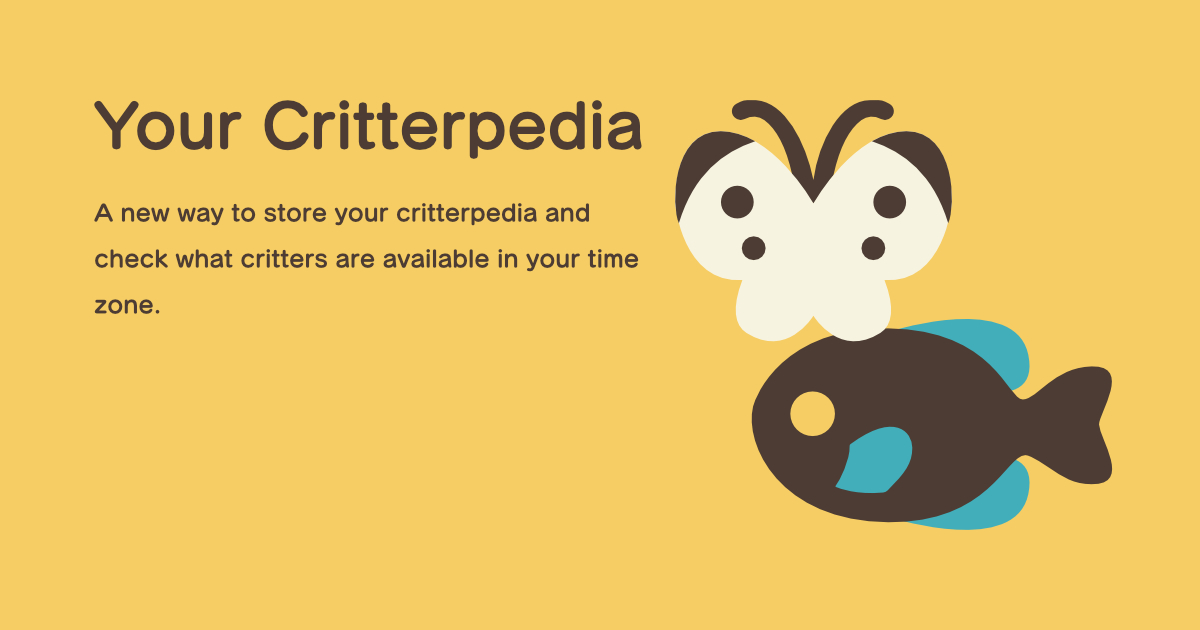 Your Critterpedia
A new way to store your critterpedia and
check what critters are available in your time
zone.